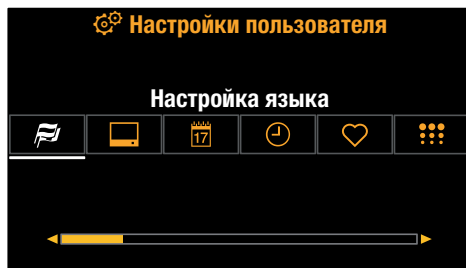 Настройки пользователя
Настройка языка
17